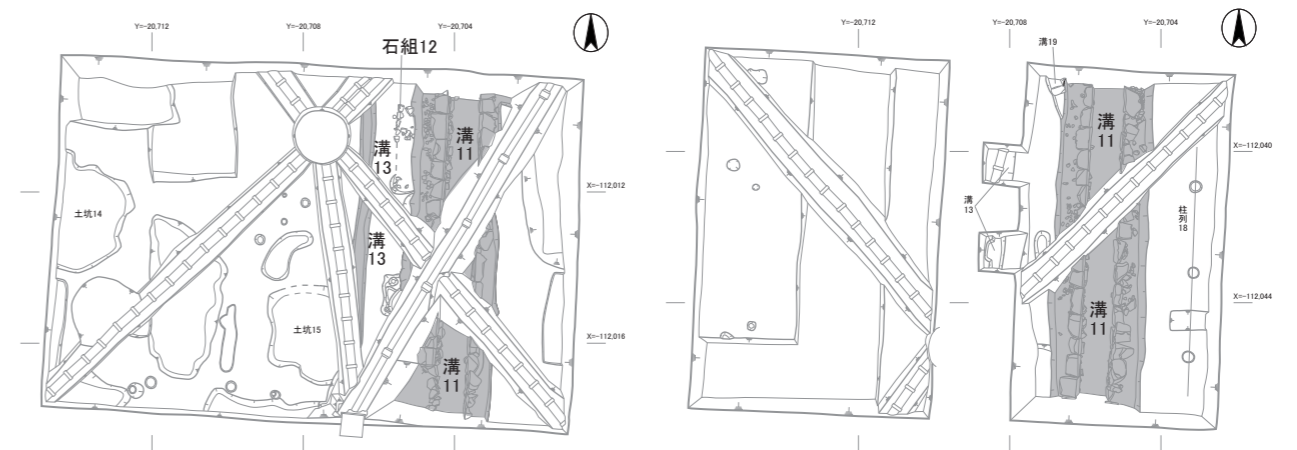 Y=-20,712
Y=-20,708
Y=-20,704
石組12
溝
11
溝
13
X=-112,012
土坑14
溝
13
土坑15
X=-112,016
溝
11
Y=-20,712
Y=-20,708
Y=-20,704
溝19
溝
11
X=-112,040
溝
13
柱列18
X=-112,044
溝
11